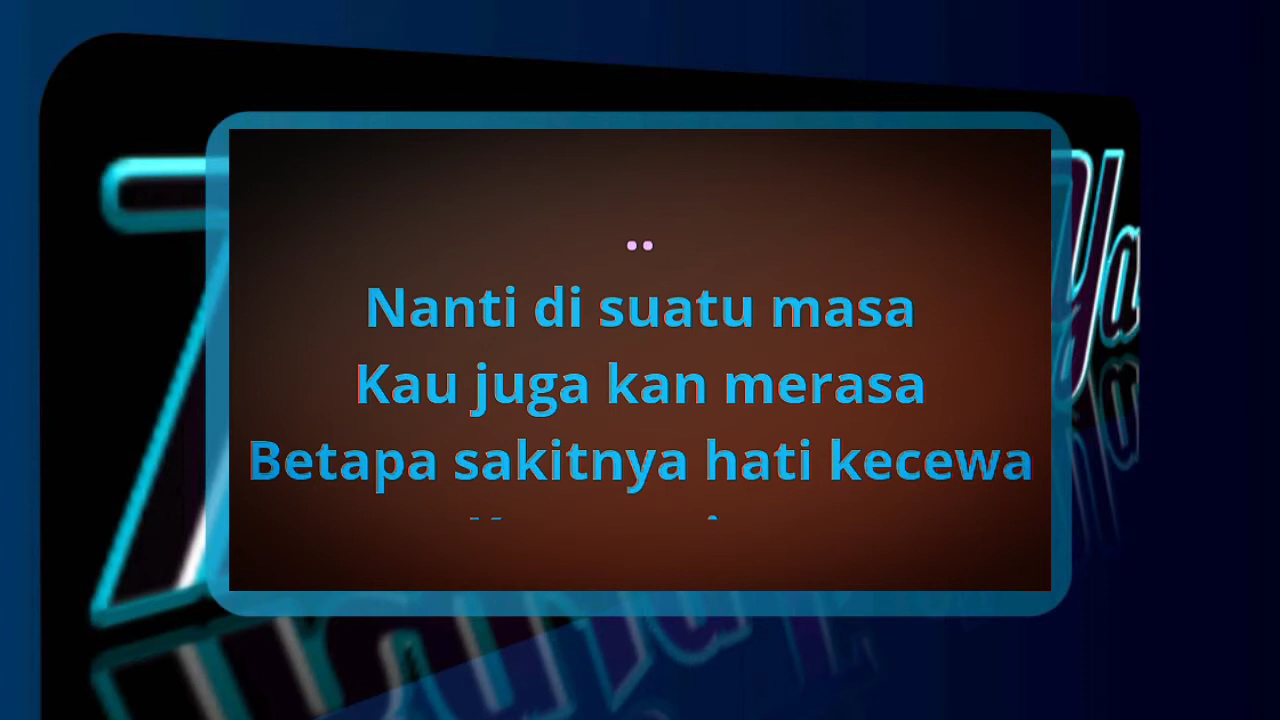 ..
Nanti di suatu masa
Kau juga kan merasa
Betapa sakitnya hati kecewa